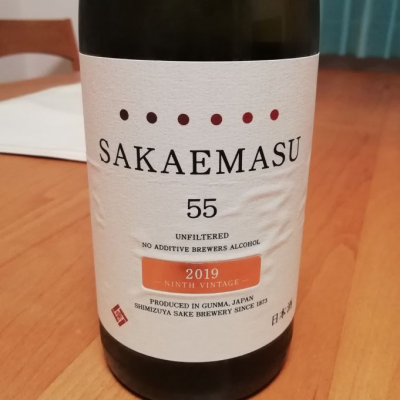 SAKAEMASU
55
UNFILTERED
NO ADDITIVE BREWERS ALCOHOL
2019
NINTH VINTAGE
PRODUCED IN GUNMA, JAPAN
SHIMIZUYA SAKE BREWERY SINCE 1873
日本酒